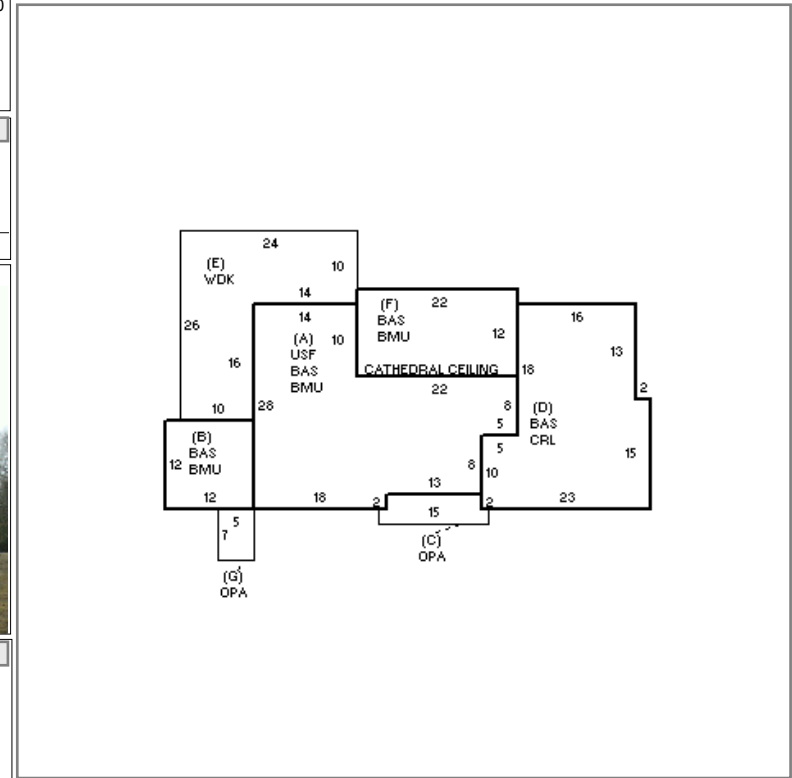 24
(E)
WDK
10
14
26
16
10
14
(A)
USF
BAS
BMU
10
28
(F)
BAS
BMU
22
12
CATHEDRAL CEILING
22
16
13
2
18
8
5
5
(D)
BAS
CRL
15
8
10
(B)
BAS
BMU
12
12
18
2
13
15
2
23
(C)
OPA
5
7
(G)
OPA